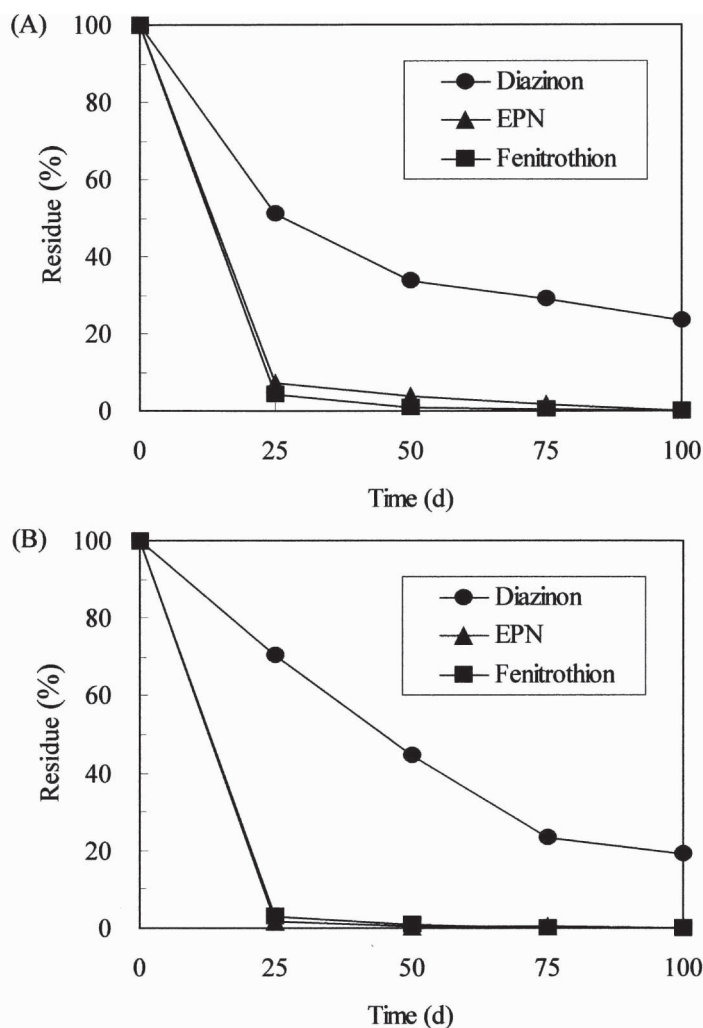 (A)
100
80
60
40
20
0
Residue (%)
Diazinon
EPN
Fenitrothion
0 25 50 75 100
Time (d)
(B)
100
80
60
40
20
0
Residue (%)
Diazinon
EPN
Fenitrothion
0 25 50 75 100
Time (d)